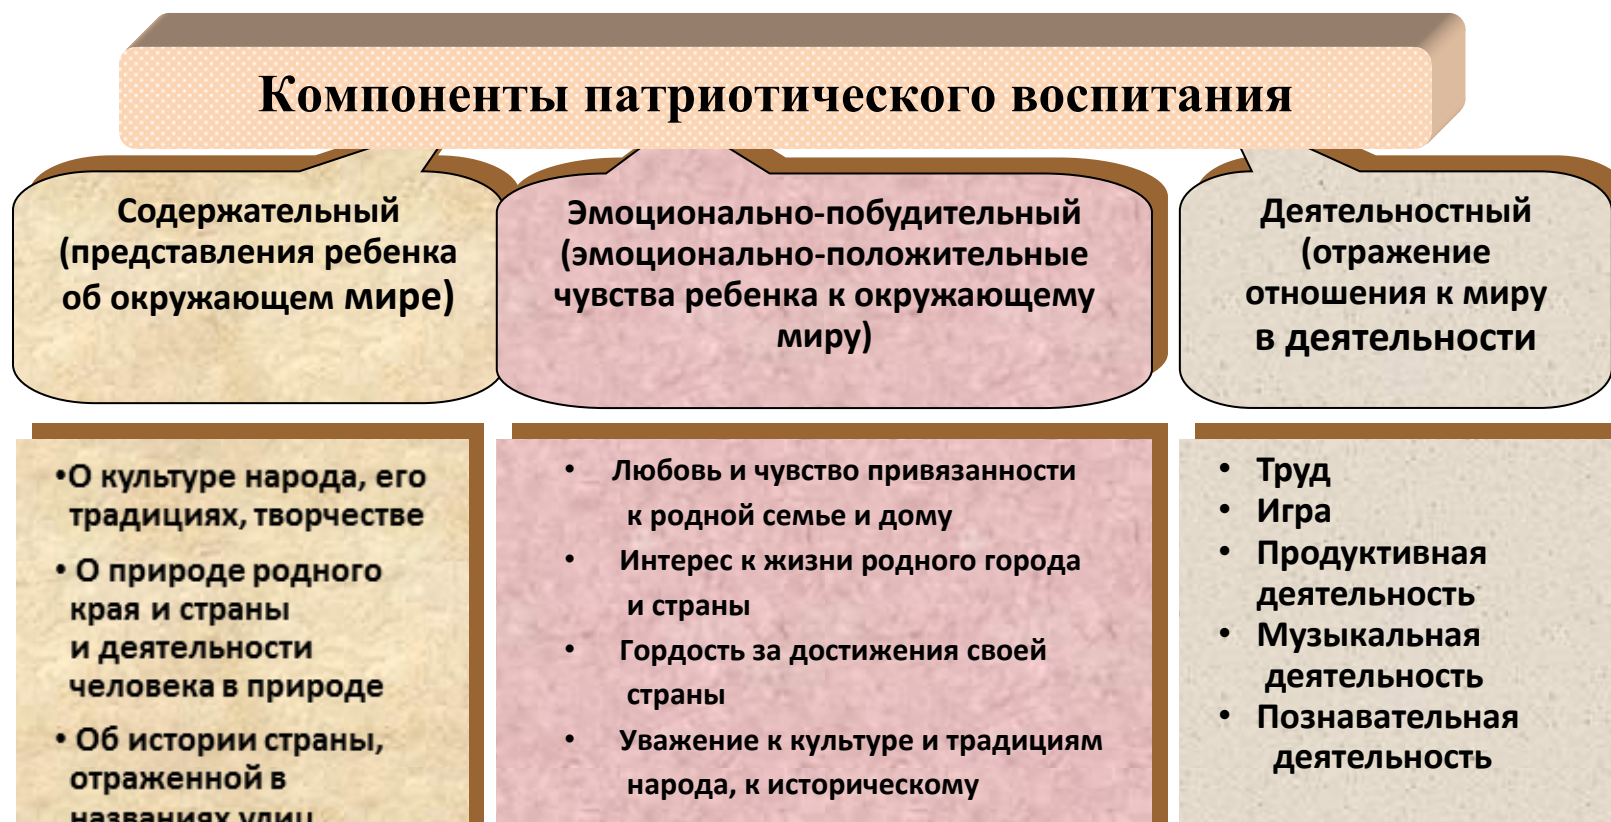 Компоненты патриотического воспитания
Содержательный
(представления ребенка
об окружающем мире)
Эмоционально-побудительный
(эмоционально-положительные
чувства ребенка к окружающему
миру)
Деятельностный
(отражение
отношения к миру
в деятельности
•О культуре народа, его
традициях, творчестве
• О природе родного
края и страны
и деятельности
человека в природе
• Об истории страны,
отраженной в
названиях улиц
• Любовь и чувство привязанности
к родной семье и дому
• Интерес к жизни родного города
и страны
• Гордость за достижения своей
страны
• Уважение к культуре и традициям
народа, к историческому
• Труд
• Игра
• Продуктивная
деятельность
• Музыкальная
деятельность
• Познавательная
деятельность